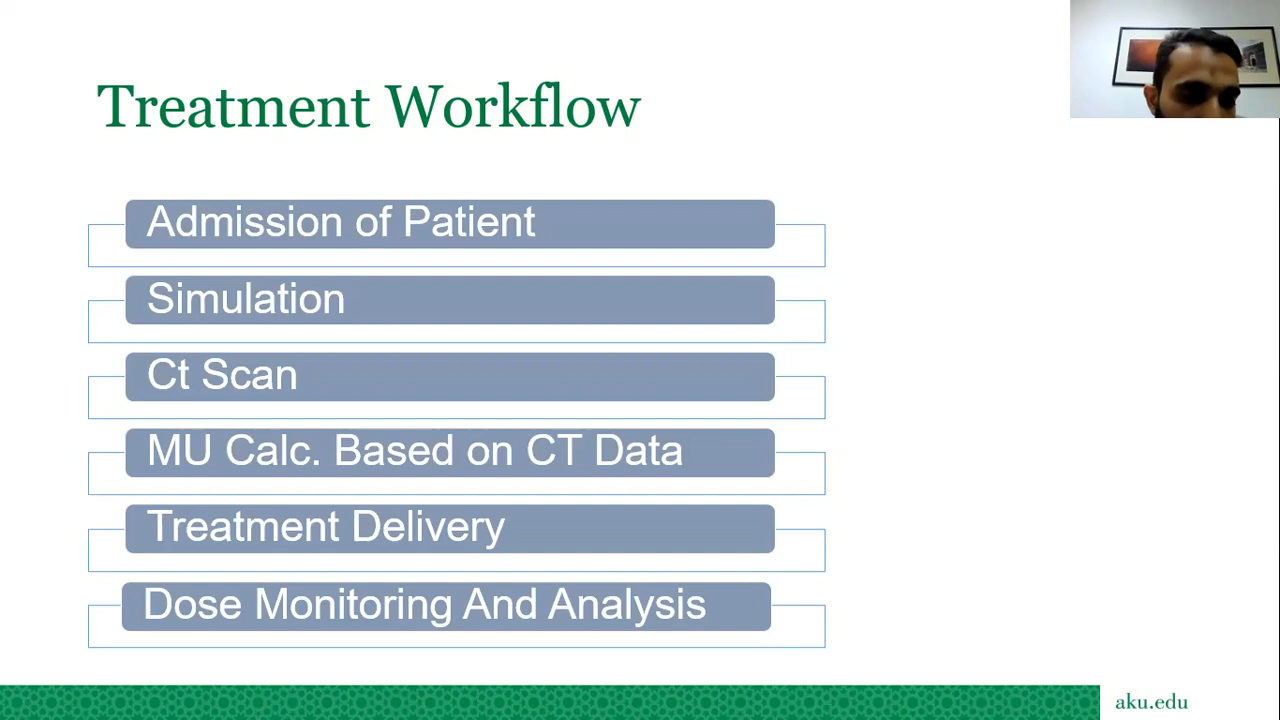 Treatment Workflow
Admission of Patient
Simulation
Ct Scan
MU Calc. Based on CT Data
Treatment Delivery
Dose Monitoring And Analysis
aku.edu